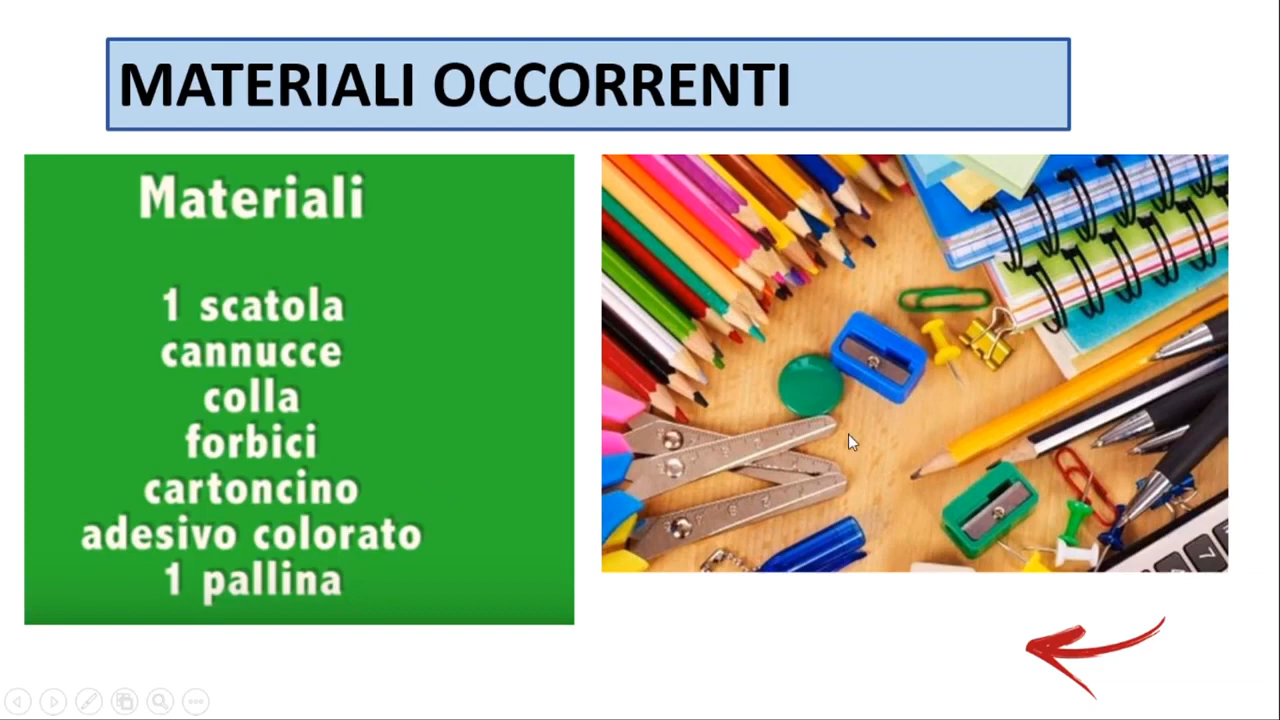 MATERIALI OCCORRENTI
Materiali
1 scatola
cannucce
colla
forbici
cartoncino
adesivo colorato
1 pallina